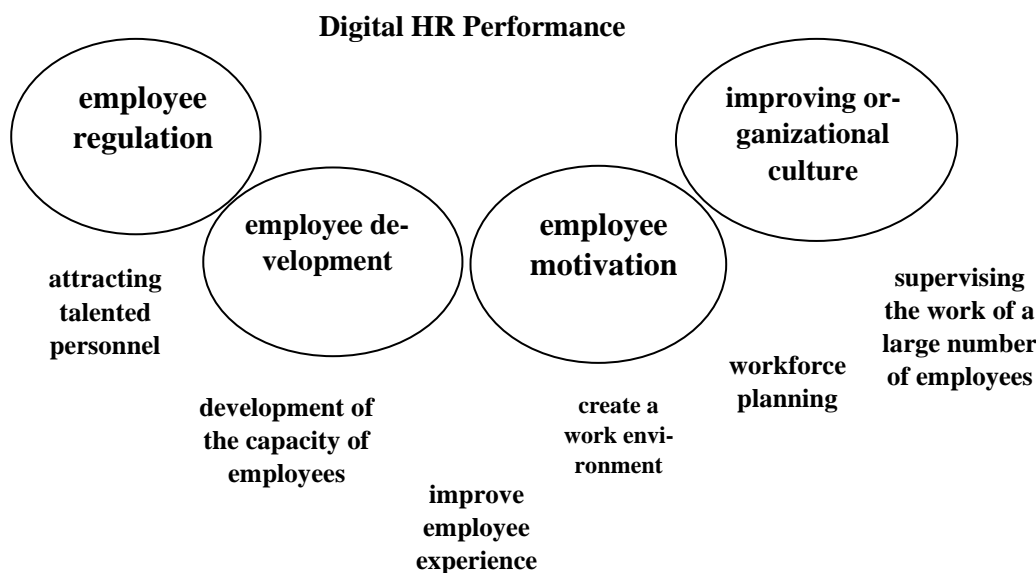 Digital HR Performance
employee
regulation
improving or-
ganizational
culture
employee de-
velopment
employee
motivation
attracting
talented
personnel
supervising
the work of a
large number
of employees
workforce
planning
development of
the capacity of
employees
create a
work envi-
ronment
improve
employee
experience